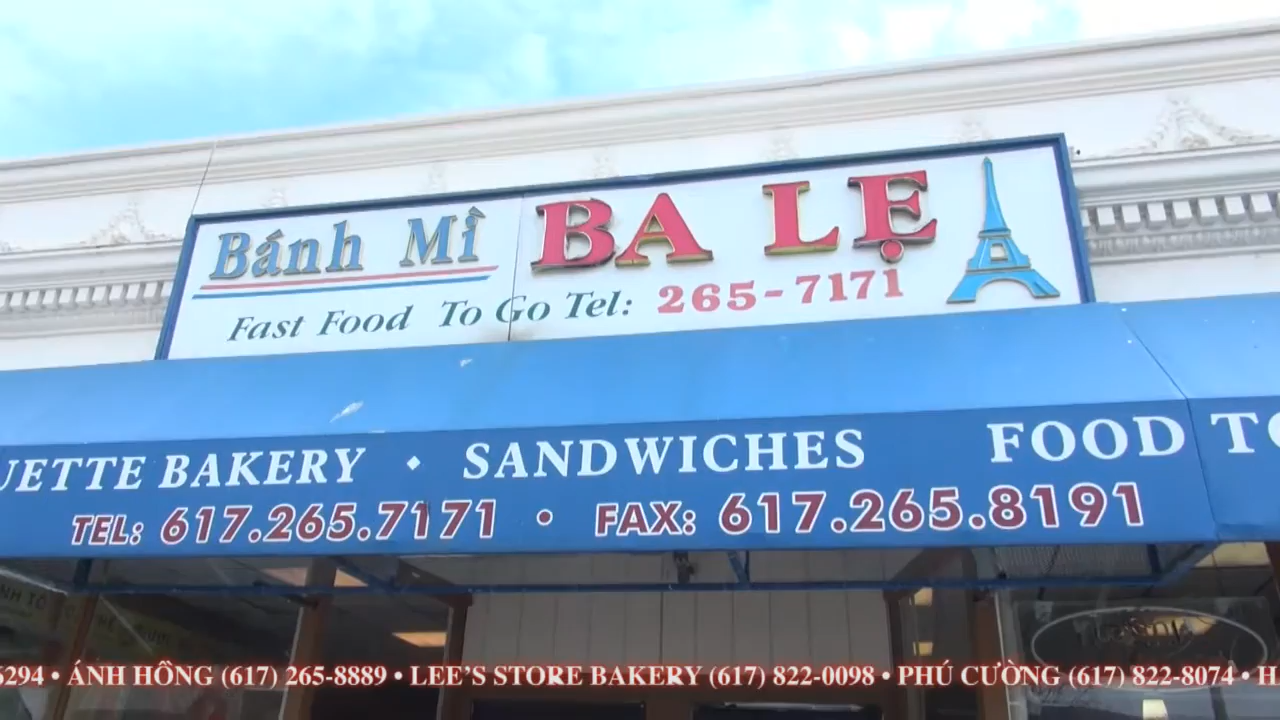 Bánh Mì BA LẸ
Fast Food To Go Tel: 265-7171
UETTE BAKERY • SANDWICHES FOOD TO
TEL: 617.265.7171 • FAX: 617.265.8191
6294 • ÁNH HỒNG (617) 265-8889 • LEE'S STORE BAKERY (617) 822-0098 • PHÚ CƯỜNG (617) 822-8074 • H